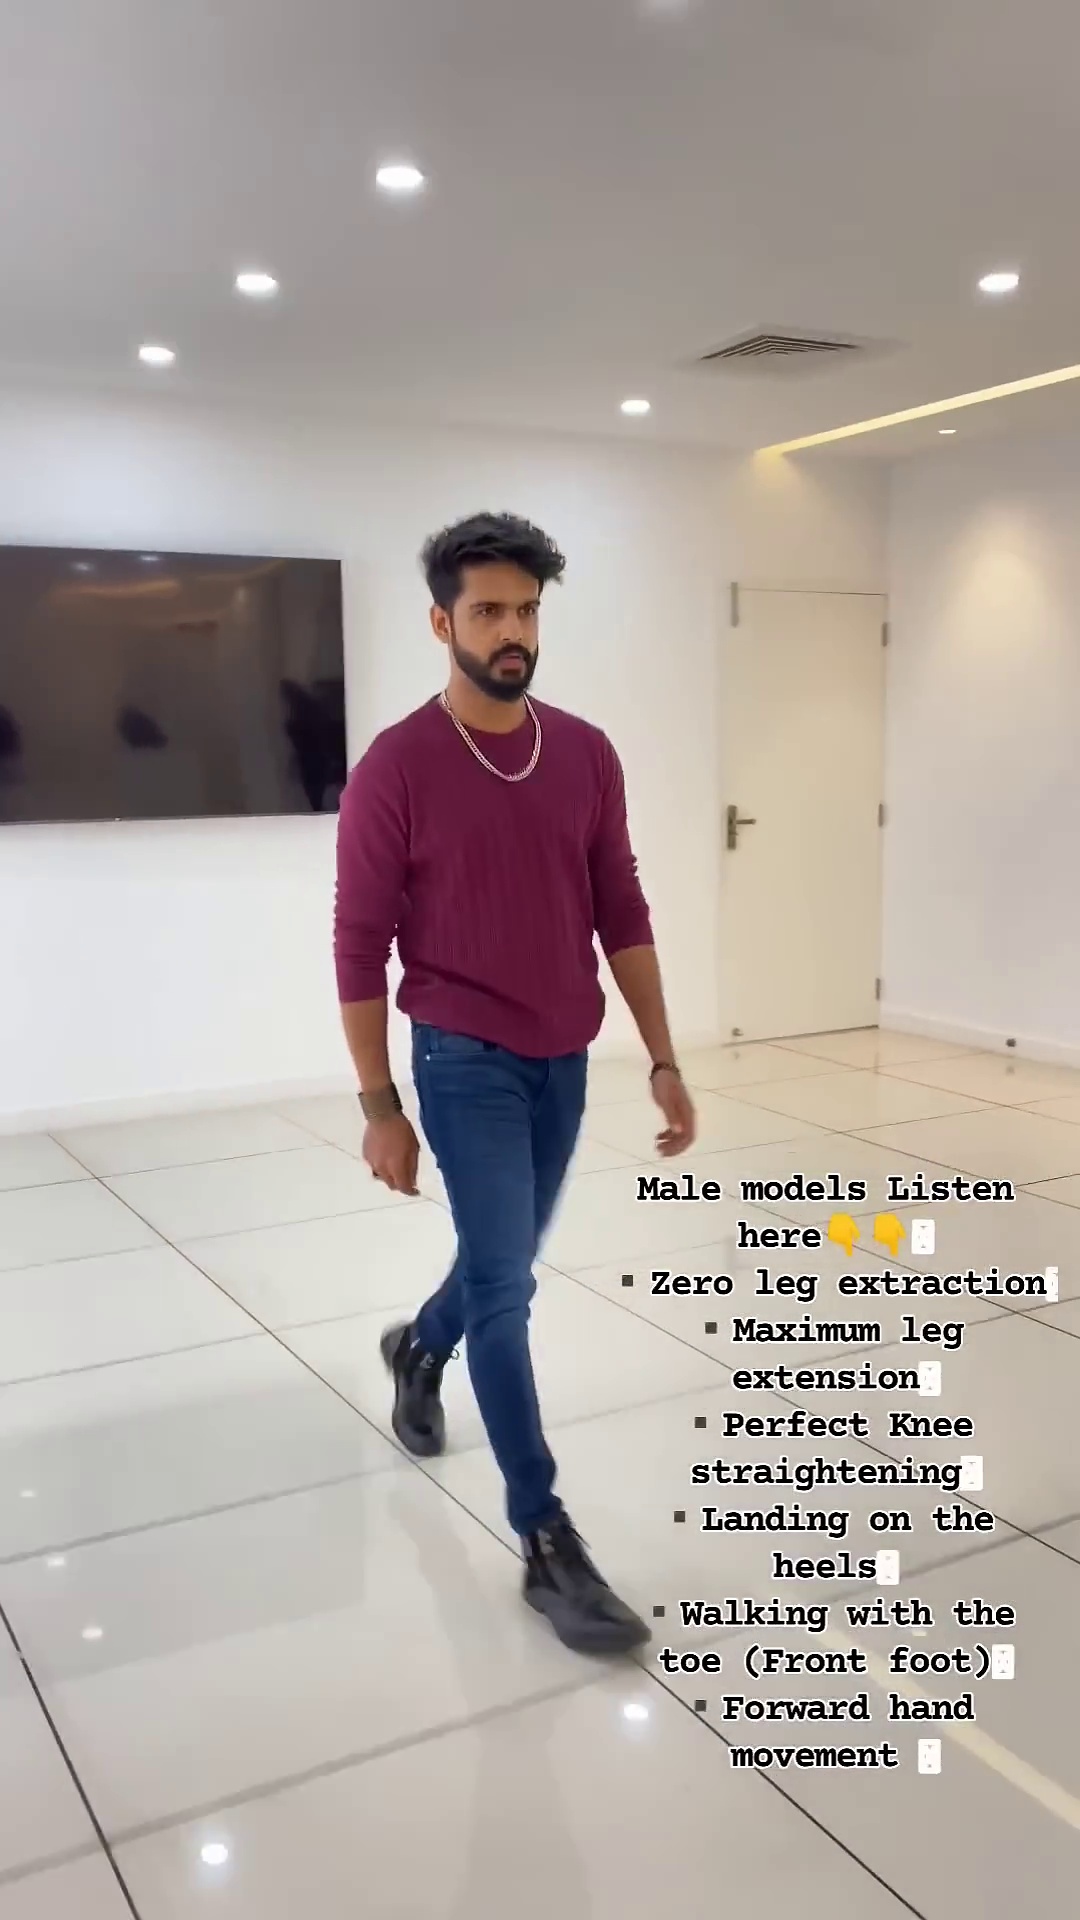 Male models Listen
here👇👇
▪ Zero leg extraction
▪ Maximum leg
extension
▪ Perfect Knee
straightening
▪ Landing on the
heels
▪ Walking with the
toe (Front foot)
▪ Forward hand
movement